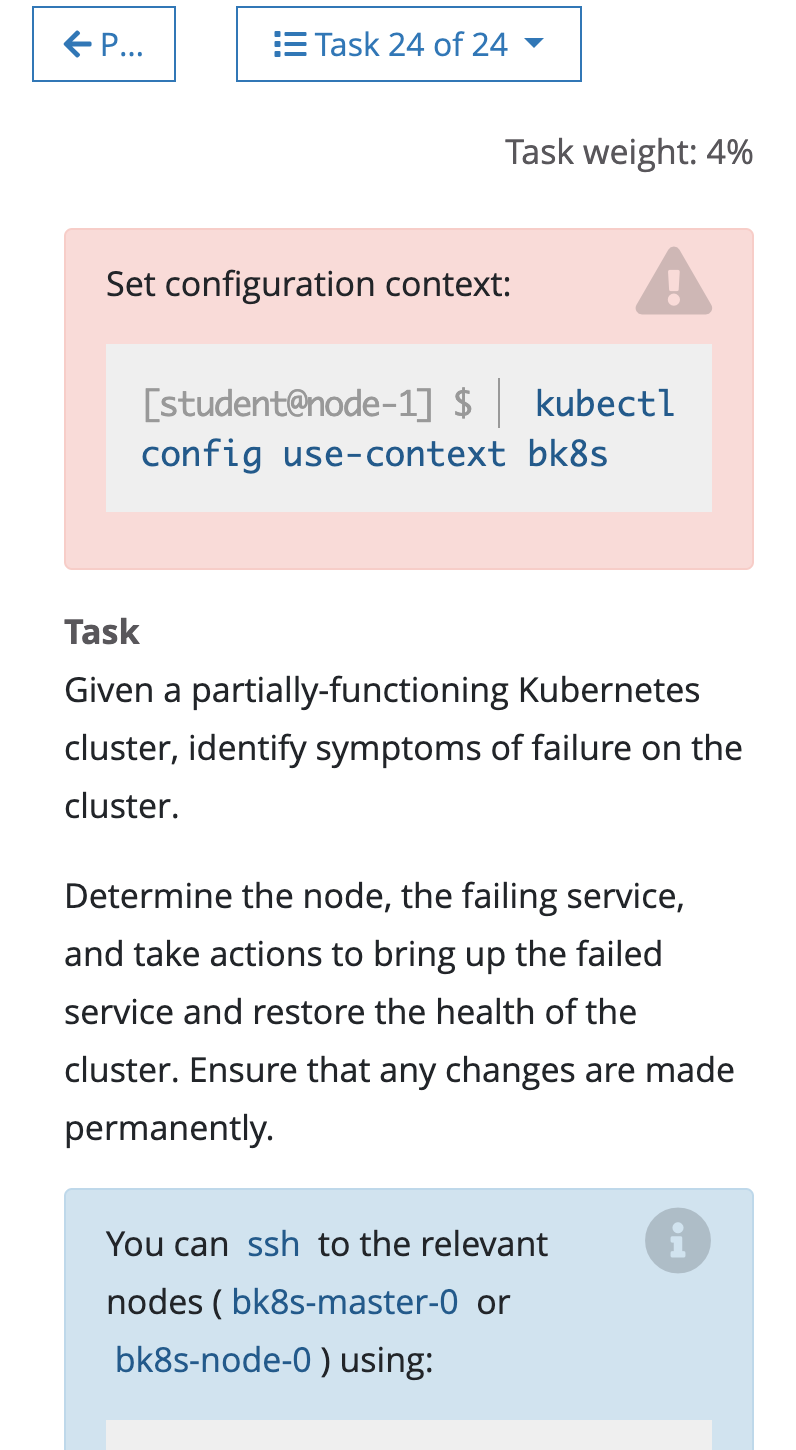 P...
Task 24 of 24
Task weight: 4%
Set configuration context:
[student@node-1] $ | kubectl
config use-context bk8s
Task
Given a partially-functioning Kubernetes
cluster, identify symptoms of failure on the
cluster.
Determine the node, the failing service,
and take actions to bring up the failed
service and restore the health of the
cluster. Ensure that any changes are made
permanently.
You can ssh to the relevant
nodes ( bk8s-master-0 or
bk8s-node-0 ) using: